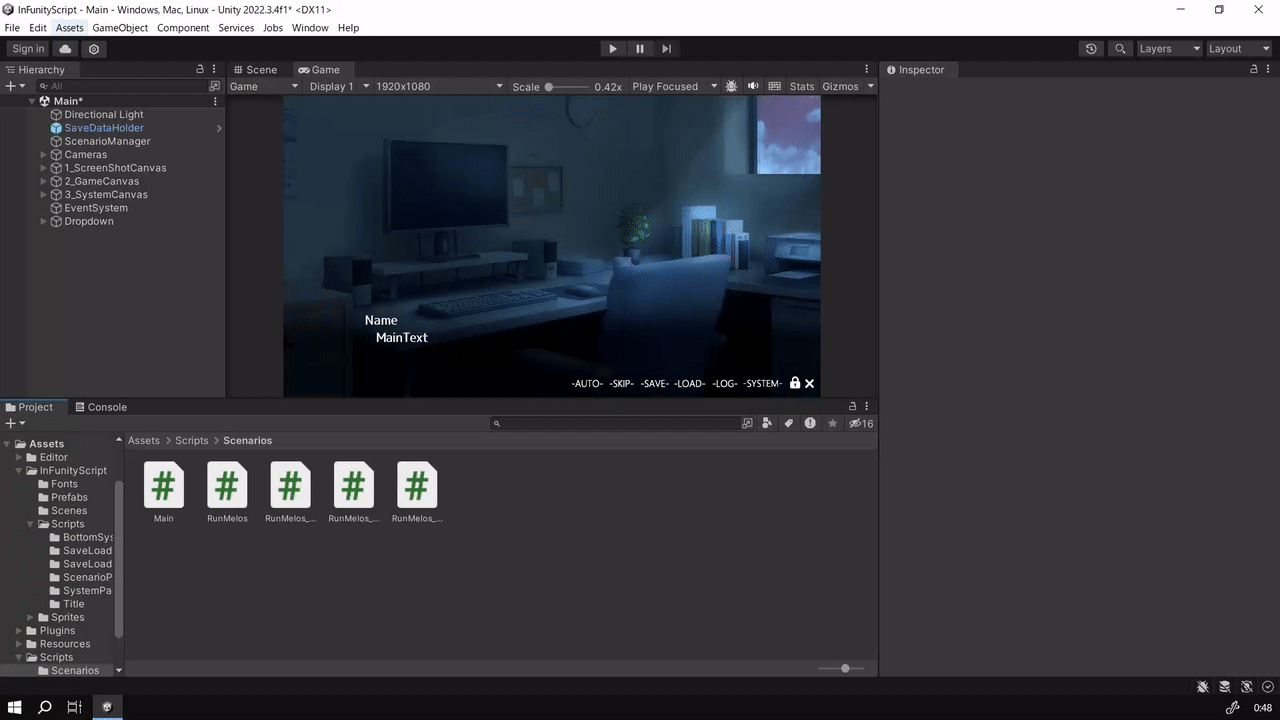 InFunityScript - Main - Windows, Mac, Linux - Unity 2022.3.4f1* <DX11>
File Edit Assets GameObject Component Services Jobs Window Help
Sign in
Layers
Layout
Hierarchy
Scene
Game
Inspector
All
Game
Display 1
1920x1080
Scale
0.42x
Play Focused
Stats
Gizmos
Main*
Directional Light
SaveDataHolder
ScenarioManager
Cameras
1_ScreenShotCanvas
2_GameCanvas
3_SystemCanvas
EventSystem
Dropdown
Name
MainText
-AUTO- -SKIP- -SAVE- -LOAD- -LOG- -SYSTEM-
Project
Console
16
Assets
Editor
InFunityScript
Fonts
Prefabs
Scenes
Scripts
BottomSys
SaveLoad
SaveLoad
ScenarioP
SystemPa
Title
Sprites
Plugins
Resources
Scripts
Scenarios
Assets > Scripts > Scenarios
Main
RunMelos
RunMelos_...
RunMelos_...
RunMelos_...
0:48